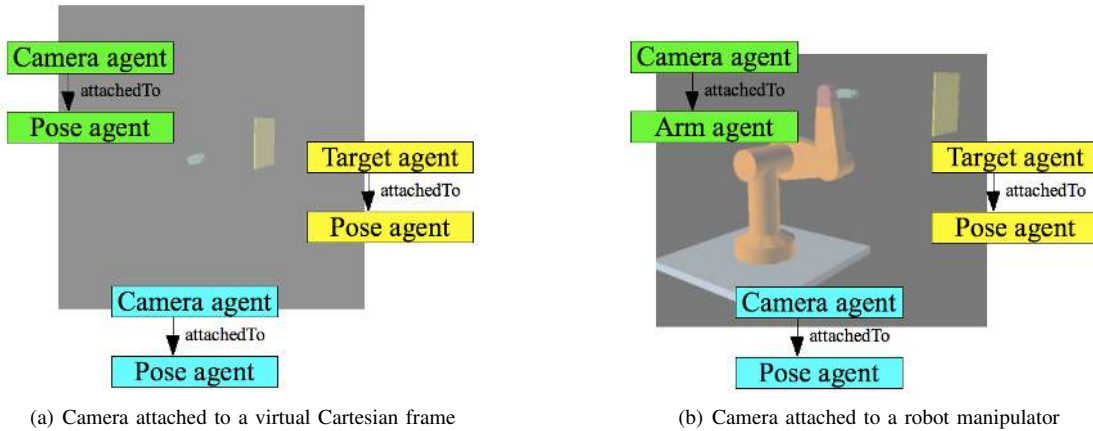 Camera agent
attachedTo
Pose agent
Target agent
attachedTo
Pose agent
Camera agent
attachedTo
Pose agent
(a) Camera attached to a virtual Cartesian frame
Camera agent
attachedTo
Arm agent
Target agent
attachedTo
Pose agent
Camera agent
attachedTo
Pose agent
(b) Camera attached to a robot manipulator